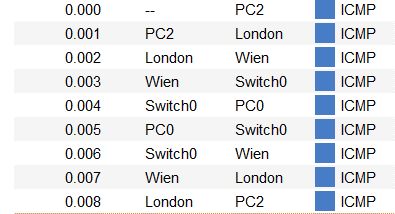 0.000 -- PC2 ICMP
0.001 PC2 London ICMP
0.002 London Wien ICMP
0.003 Wien Switch0 ICMP
0.004 Switch0 PC0 ICMP
0.005 PC0 Switch0 ICMP
0.006 Switch0 Wien ICMP
0.007 Wien London ICMP
0.008 London PC2 ICMP